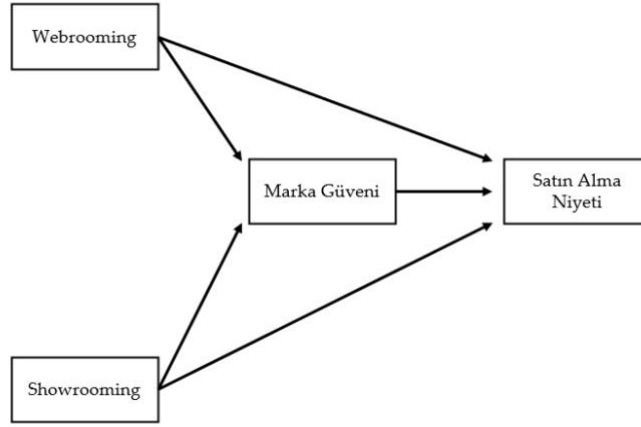 Webrooming
Marka Güveni
Satın Alma
Niyeti
Showrooming